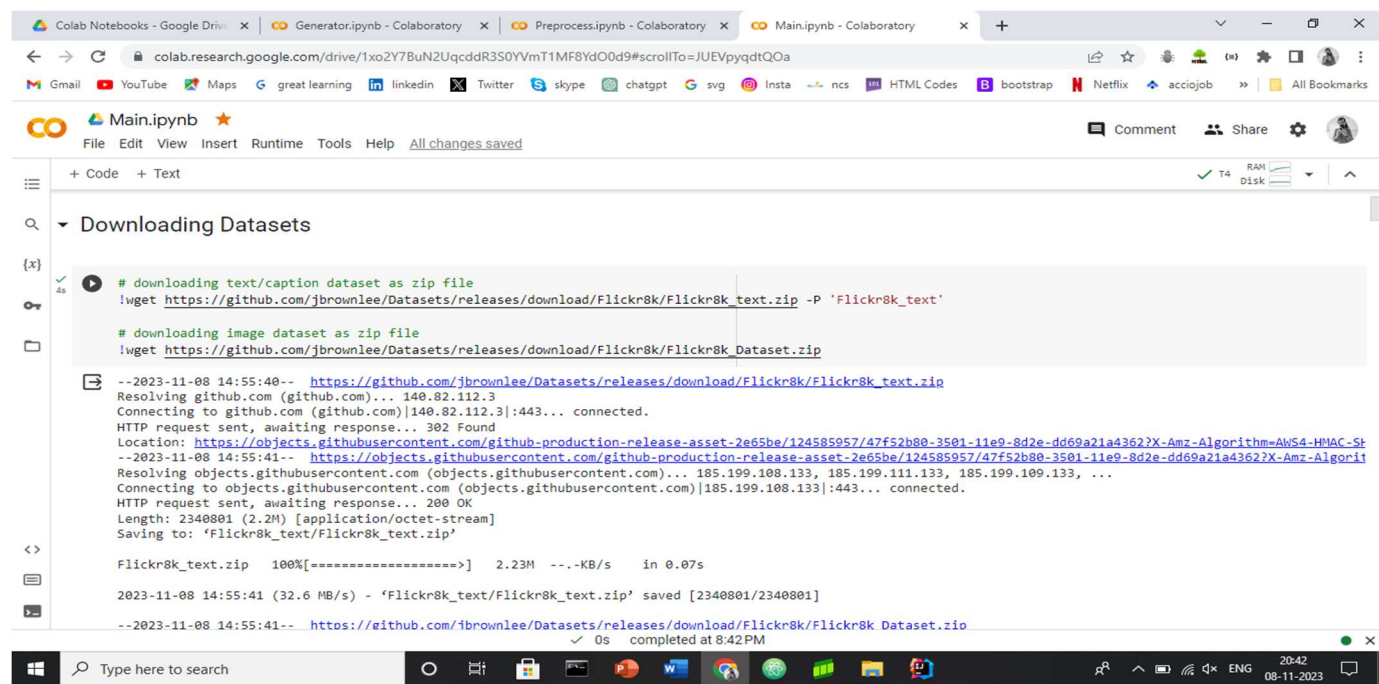 Colab Notebooks - Google Driv
Generator.ipynb - Colaboratory
Preprocess.ipynb - Colaboratory
Main.ipynb - Colaboratory
colab.research.google.com/drive/1xo2Y7BuN2UqcddR3S0YVmT1MF8YdO0d9#scrollTo=JUEVpyqdtQOa
Gmail YouTube Maps great learning linkedin Twitter skype chatgpt svg Insta ncs HTML Codes bootstrap Netflix acciojob » All Bookmarks
Main.ipynb
Comment Share
File Edit View Insert Runtime Tools Help All changes saved
+ Code + Text
T4 RAM
Disk
Downloading Datasets
{x}
4s
# downloading text/caption dataset as zip file
!wget https://github.com/jbrownlee/Datasets/releases/download/Flickr8k/Flickr8k_text.zip -P 'Flickr8k_text'
# downloading image dataset as zip file
!wget https://github.com/jbrownlee/Datasets/releases/download/Flickr8k/Flickr8k_Dataset.zip
--2023-11-08 14:55:40-- https://github.com/jbrownlee/Datasets/releases/download/Flickr8k/Flickr8k_text.zip
Resolving github.com (github.com)... 140.82.112.3
Connecting to github.com (github.com)|140.82.112.3|:443... connected.
HTTP request sent, awaiting response... 302 Found
Location: https://objects.githubusercontent.com/github-production-release-asset-2e65be/124585957/47f52b80-3501-11e9-8d2e-dd69a21a4362?X-Amz-Algorithm=AWS4-HMAC-SH
--2023-11-08 14:55:41-- https://objects.githubusercontent.com/github-production-release-asset-2e65be/124585957/47f52b80-3501-11e9-8d2e-dd69a21a4362?X-Amz-Algorit
Resolving objects.githubusercontent.com (objects.githubusercontent.com)... 185.199.108.133, 185.199.111.133, 185.199.109.133, ...
Connecting to objects.githubusercontent.com (objects.githubusercontent.com)|185.199.108.133|:443... connected.
HTTP request sent, awaiting response... 200 OK
Length: 2340801 (2.2M) [application/octet-stream]
Saving to: ‘Flickr8k_text/Flickr8k_text.zip’
Flickr8k_text.zip 100%[===================>] 2.23M --.-KB/s in 0.07s
2023-11-08 14:55:41 (32.6 MB/s) - ‘Flickr8k_text/Flickr8k_text.zip’ saved [2340801/2340801]
--2023-11-08 14:55:41-- https://github.com/jbrownlee/Datasets/releases/download/Flickr8k/Flickr8k_Dataset.zip
0s completed at 8:42 PM
Type here to search
ENG
20:42
08-11-2023